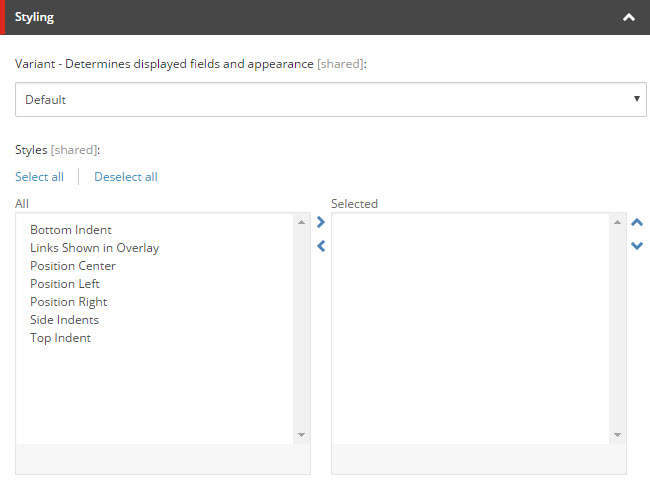 Styling
Variant - Determines displayed fields and appearance [shared]:
Default
Styles [shared]:
Select all Deselect all
All Selected
Bottom Indent
Links Shown in Overlay
Position Center
Position Left
Position Right
Side Indents
Top Indent